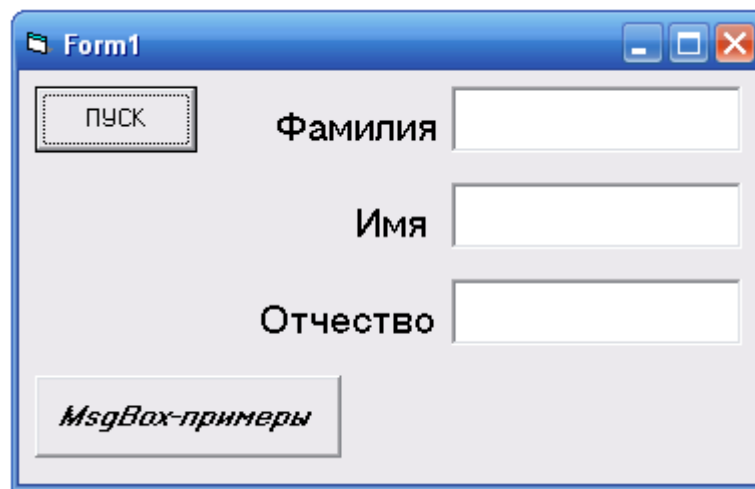 Form1
ПУСК
Фамилия
Имя
Отчество
MsgBox-примеры